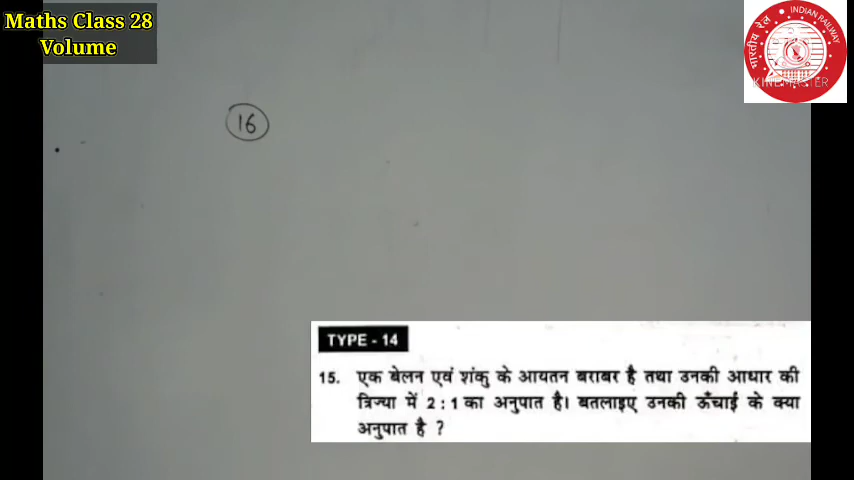 Maths Class 28
Volume
भारतीय रेल • INDIAN RAILWAY
KINEMASTER
16
TYPE - 14
15. एक बेलन एवं शंकु के आयतन बराबर है तथा उनकी आधार की
त्रिज्या में 2 : 1 का अनुपात है। बतलाइए उनकी ऊँचाई के क्या
अनुपात है ?